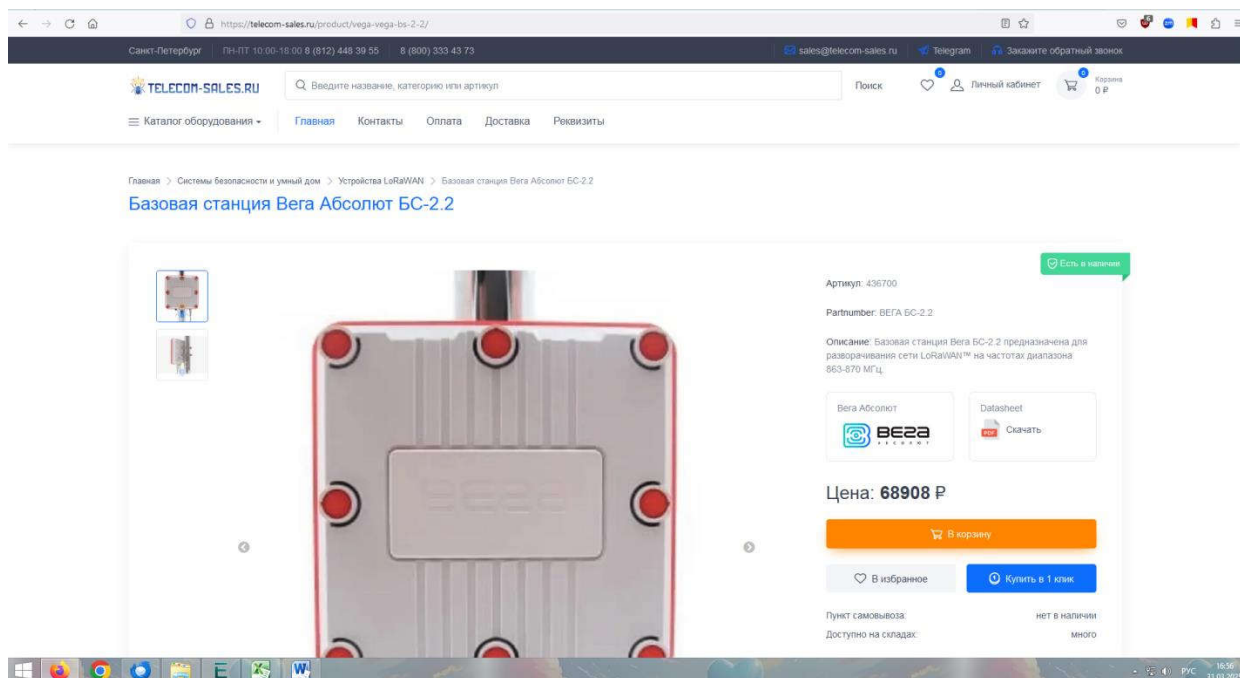 https://telecom-sales.ru/product/vega-vega-bs-2-2/
Санкт-Петербург ПН-ПТ 10:00-18:00 8 (812) 448 39 55 8 (800) 333 43 73 sales@telecom-sales.ru Telegram Закажите обратный звонок
TELECOM-SALES.RU Введите название, категорию или артикул Поиск 0 Личный кабинет 0 Корзина
0 ₽
Каталог оборудования Главная Контакты Оплата Доставка Реквизиты
Главная > Системы безопасности и умный дом > Устройства LoRaWAN > Базовая станция Вега Абсолют БС-2.2
Базовая станция Вега Абсолют БС-2.2
Есть в наличии
Артикул: 436700
Partnumber: ВЕГА БС-2.2
Описание: Базовая станция Вега БС-2.2 предназначена для
разворачивания сети LoRaWAN™ на частотах диапазона
863-870 МГц.
Вега Абсолют Datasheet
ВЕГА
АБСОЛЮТ
PDF Скачать
Цена: 68908 ₽
В корзину
В избранное Купить в 1 клик
Пункт самовывоза: нет в наличии
Доступно на складах: много
РУС 16:56